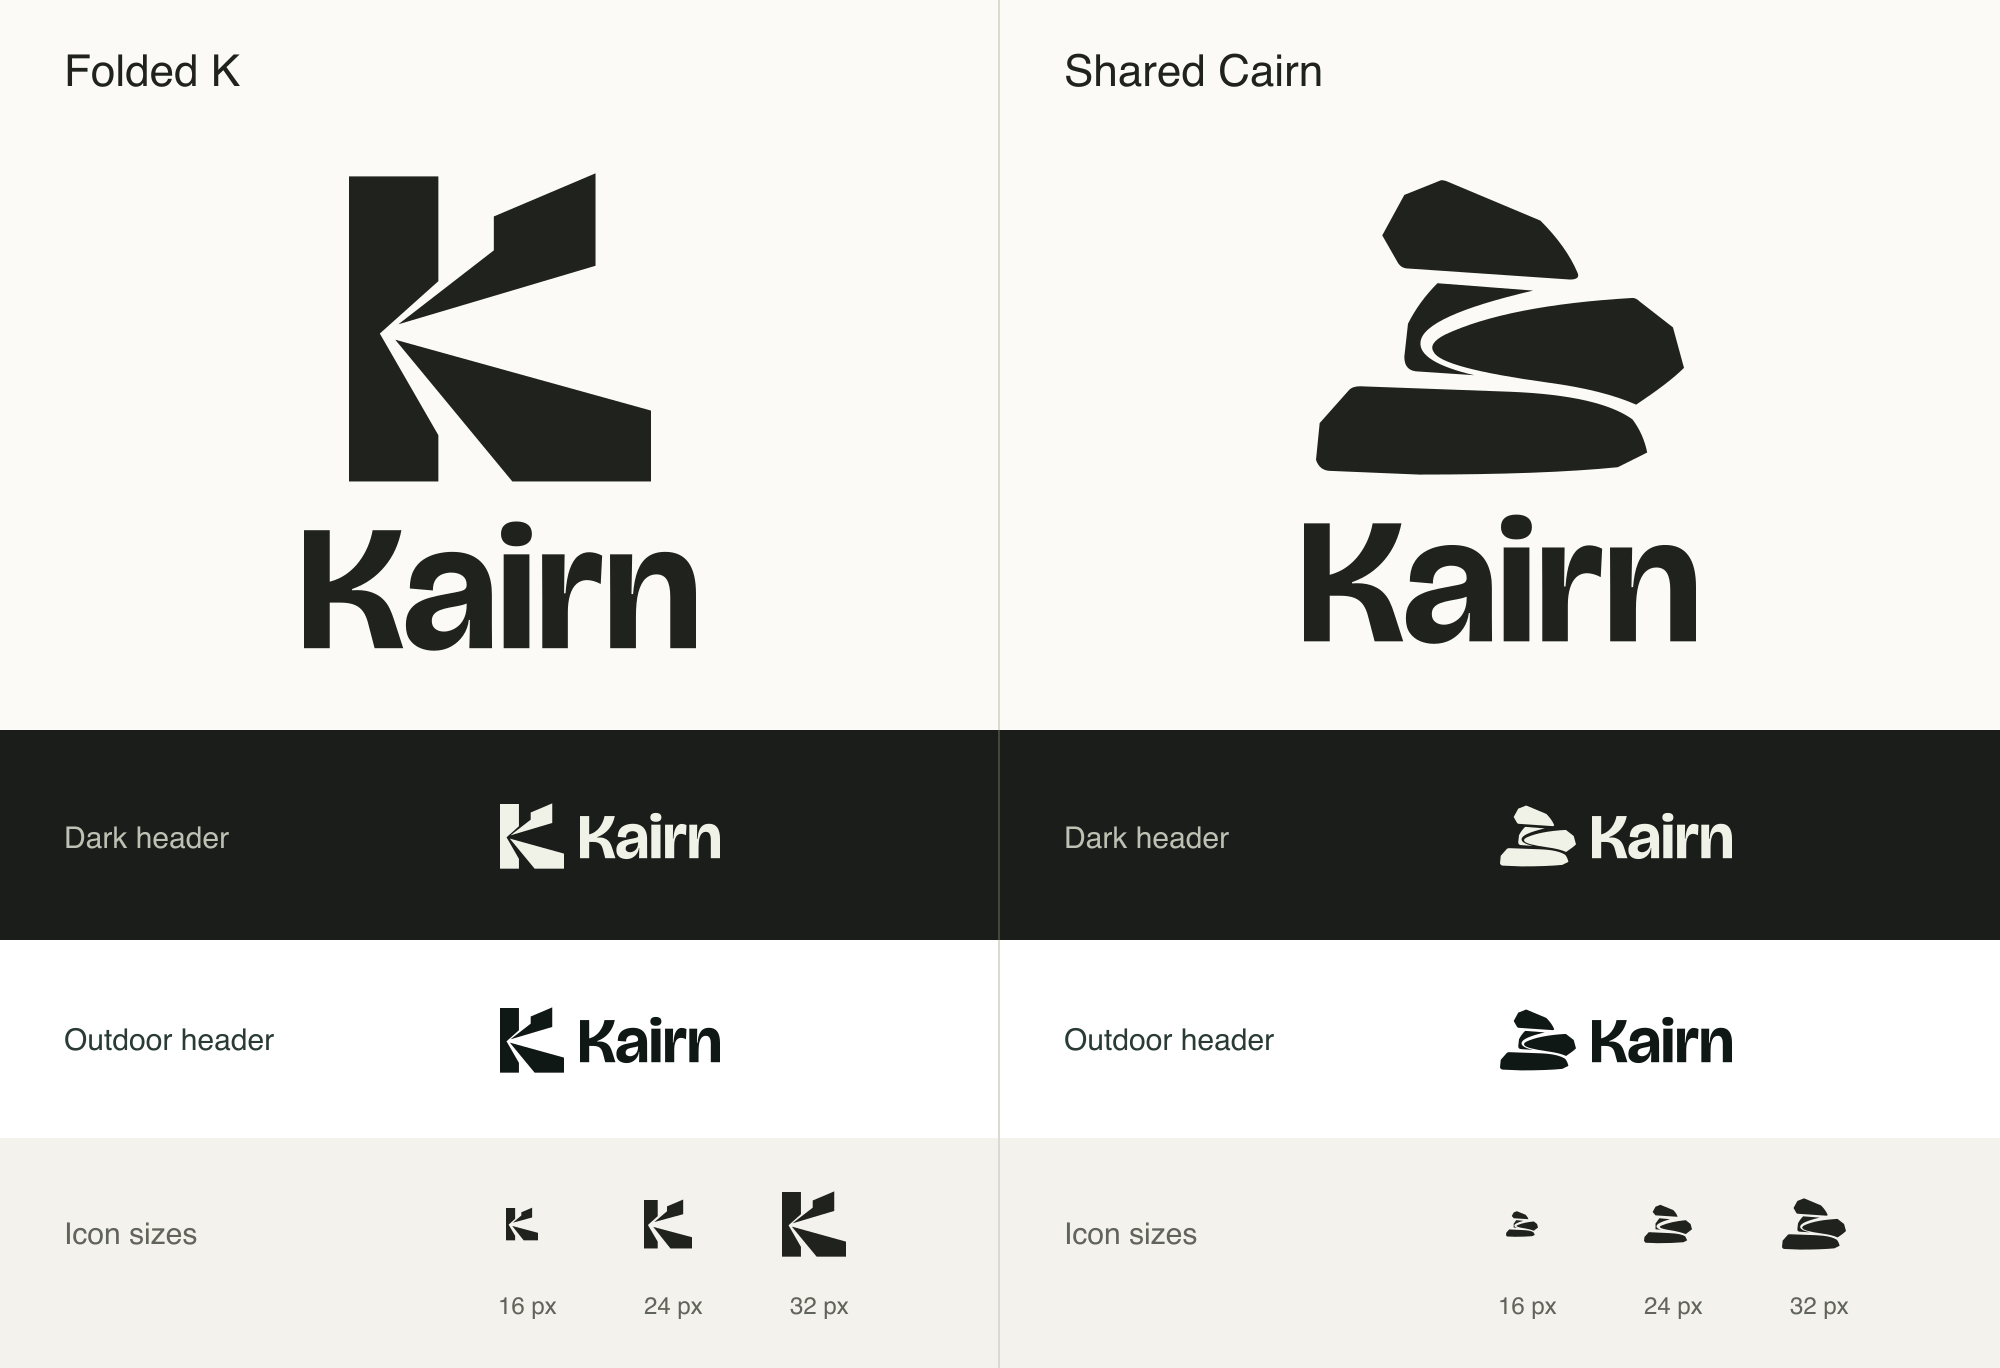 Folded K
Kairn
Dark header
Kairn
Outdoor header
Kairn
Icon sizes
16 px
24 px
32 px
Shared Cairn
Kairn
Dark header
Kairn
Outdoor header
Kairn
Icon sizes
16 px
24 px
32 px